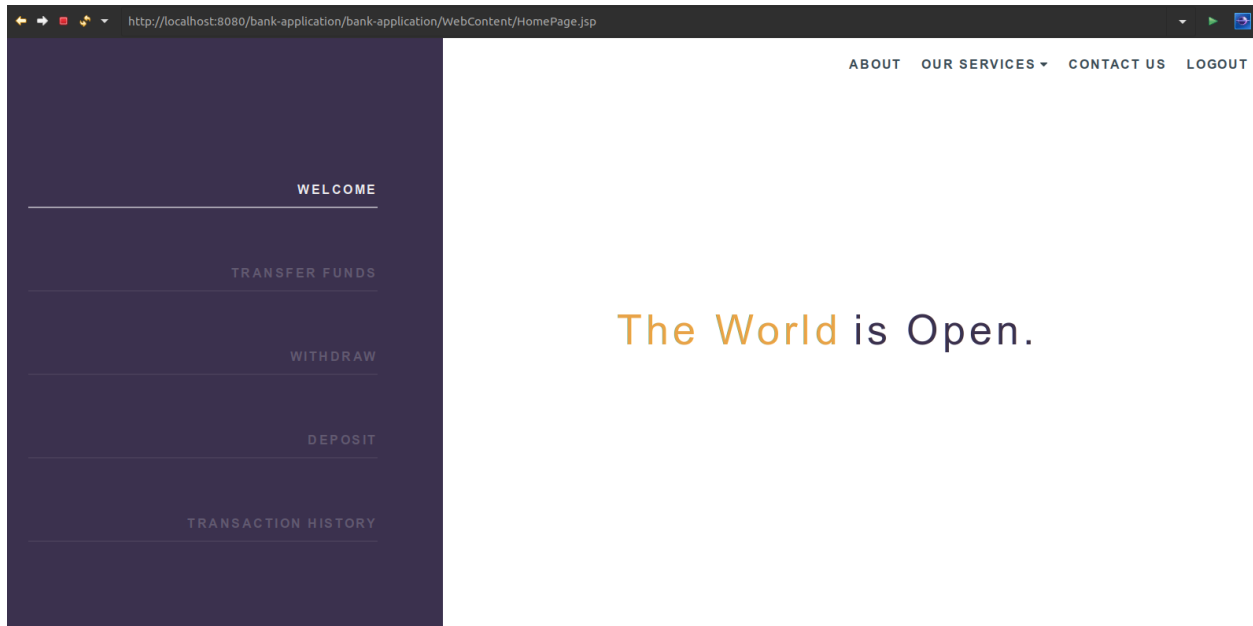 http://localhost:8080/bank-application/bank-application/WebContent/HomePage.jsp
ABOUT OUR SERVICES CONTACT US LOGOUT
WELCOME
TRANSFER FUNDS
WITHDRAW
DEPOSIT
TRANSACTION HISTORY
The World is Open.